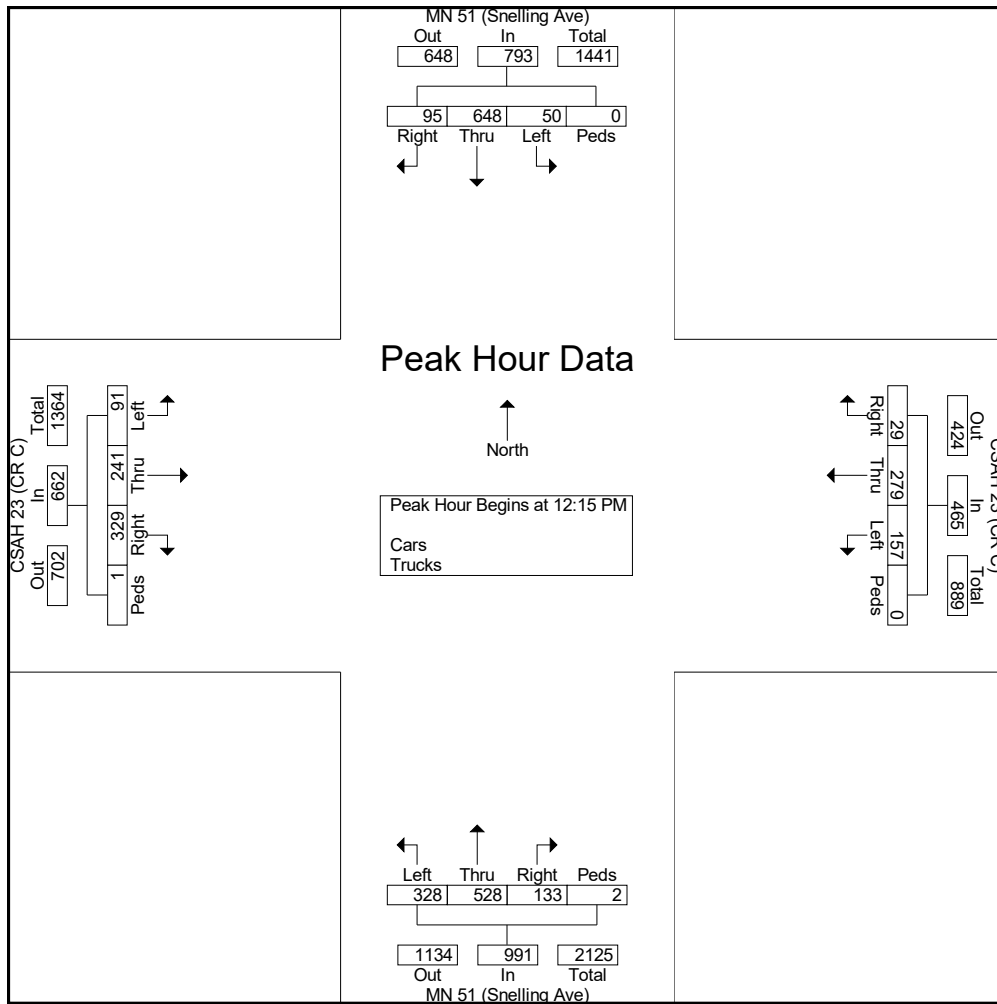 MN 51 (Snelling Ave)
Out In Total
648 793 1441
95 648 50 0
Right Thru Left Peds
Peak Hour Data
North
Peak Hour Begins at 12:15 PM
Cars
Trucks
CSAH 23 (CR C)
Total In Out
1364 662 702
91 241 329 1
Left Thru Right Peds
CSAH 23 (CR C)
Out In Total
424 465 889
29 279 157 0
Right Thru Left Peds
Left Thru Right Peds
328 528 133 2
1134 991 2125
Out In Total
MN 51 (Snelling Ave)